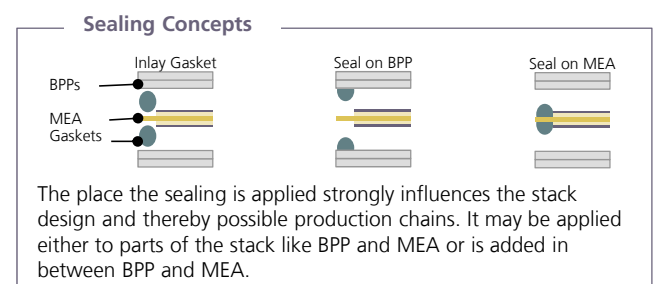 Sealing Concepts
Inlay Gasket
Seal on BPP
Seal on MEA
BPPs
MEA
Gaskets
The place the sealing is applied strongly influences the stack
design and thereby possible production chains. It may be applied
either to parts of the stack like BPP and MEA or is added in
between BPP and MEA.